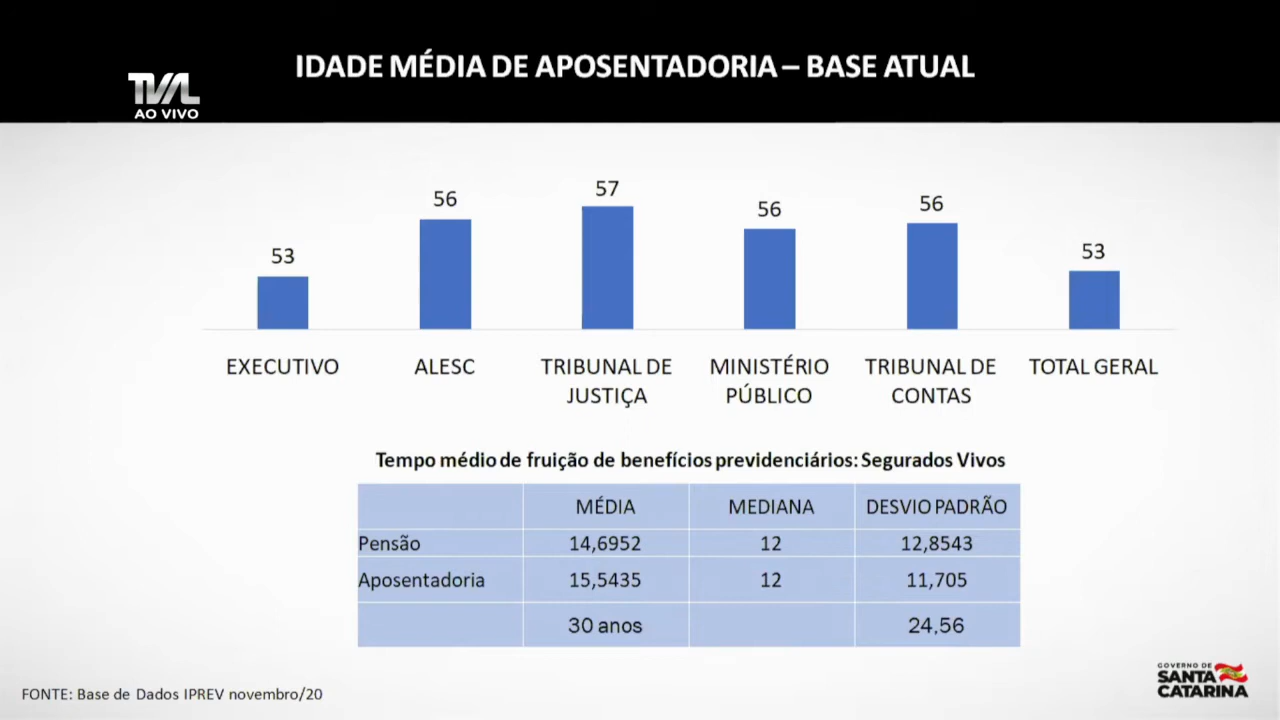 IDADE MÉDIA DE APOSENTADORIA – BASE ATUAL
TVAL
AO VIVO
53
56
57
56
56
53
EXECUTIVO
ALESC
TRIBUNAL DE
JUSTIÇA
MINISTÉRIO
PÚBLICO
TRIBUNAL DE
CONTAS
TOTAL GERAL
Tempo médio de fruição de benefícios previdenciários: Segurados Vivos
MÉDIA MEDIANA DESVIO PADRÃO
Pensão 14,6952 12 12,8543
Aposentadoria 15,5435 12 11,705
30 anos 24,56
FONTE: Base de Dados IPREV novembro/20
GOVERNO DE
SANTA
CATARINA